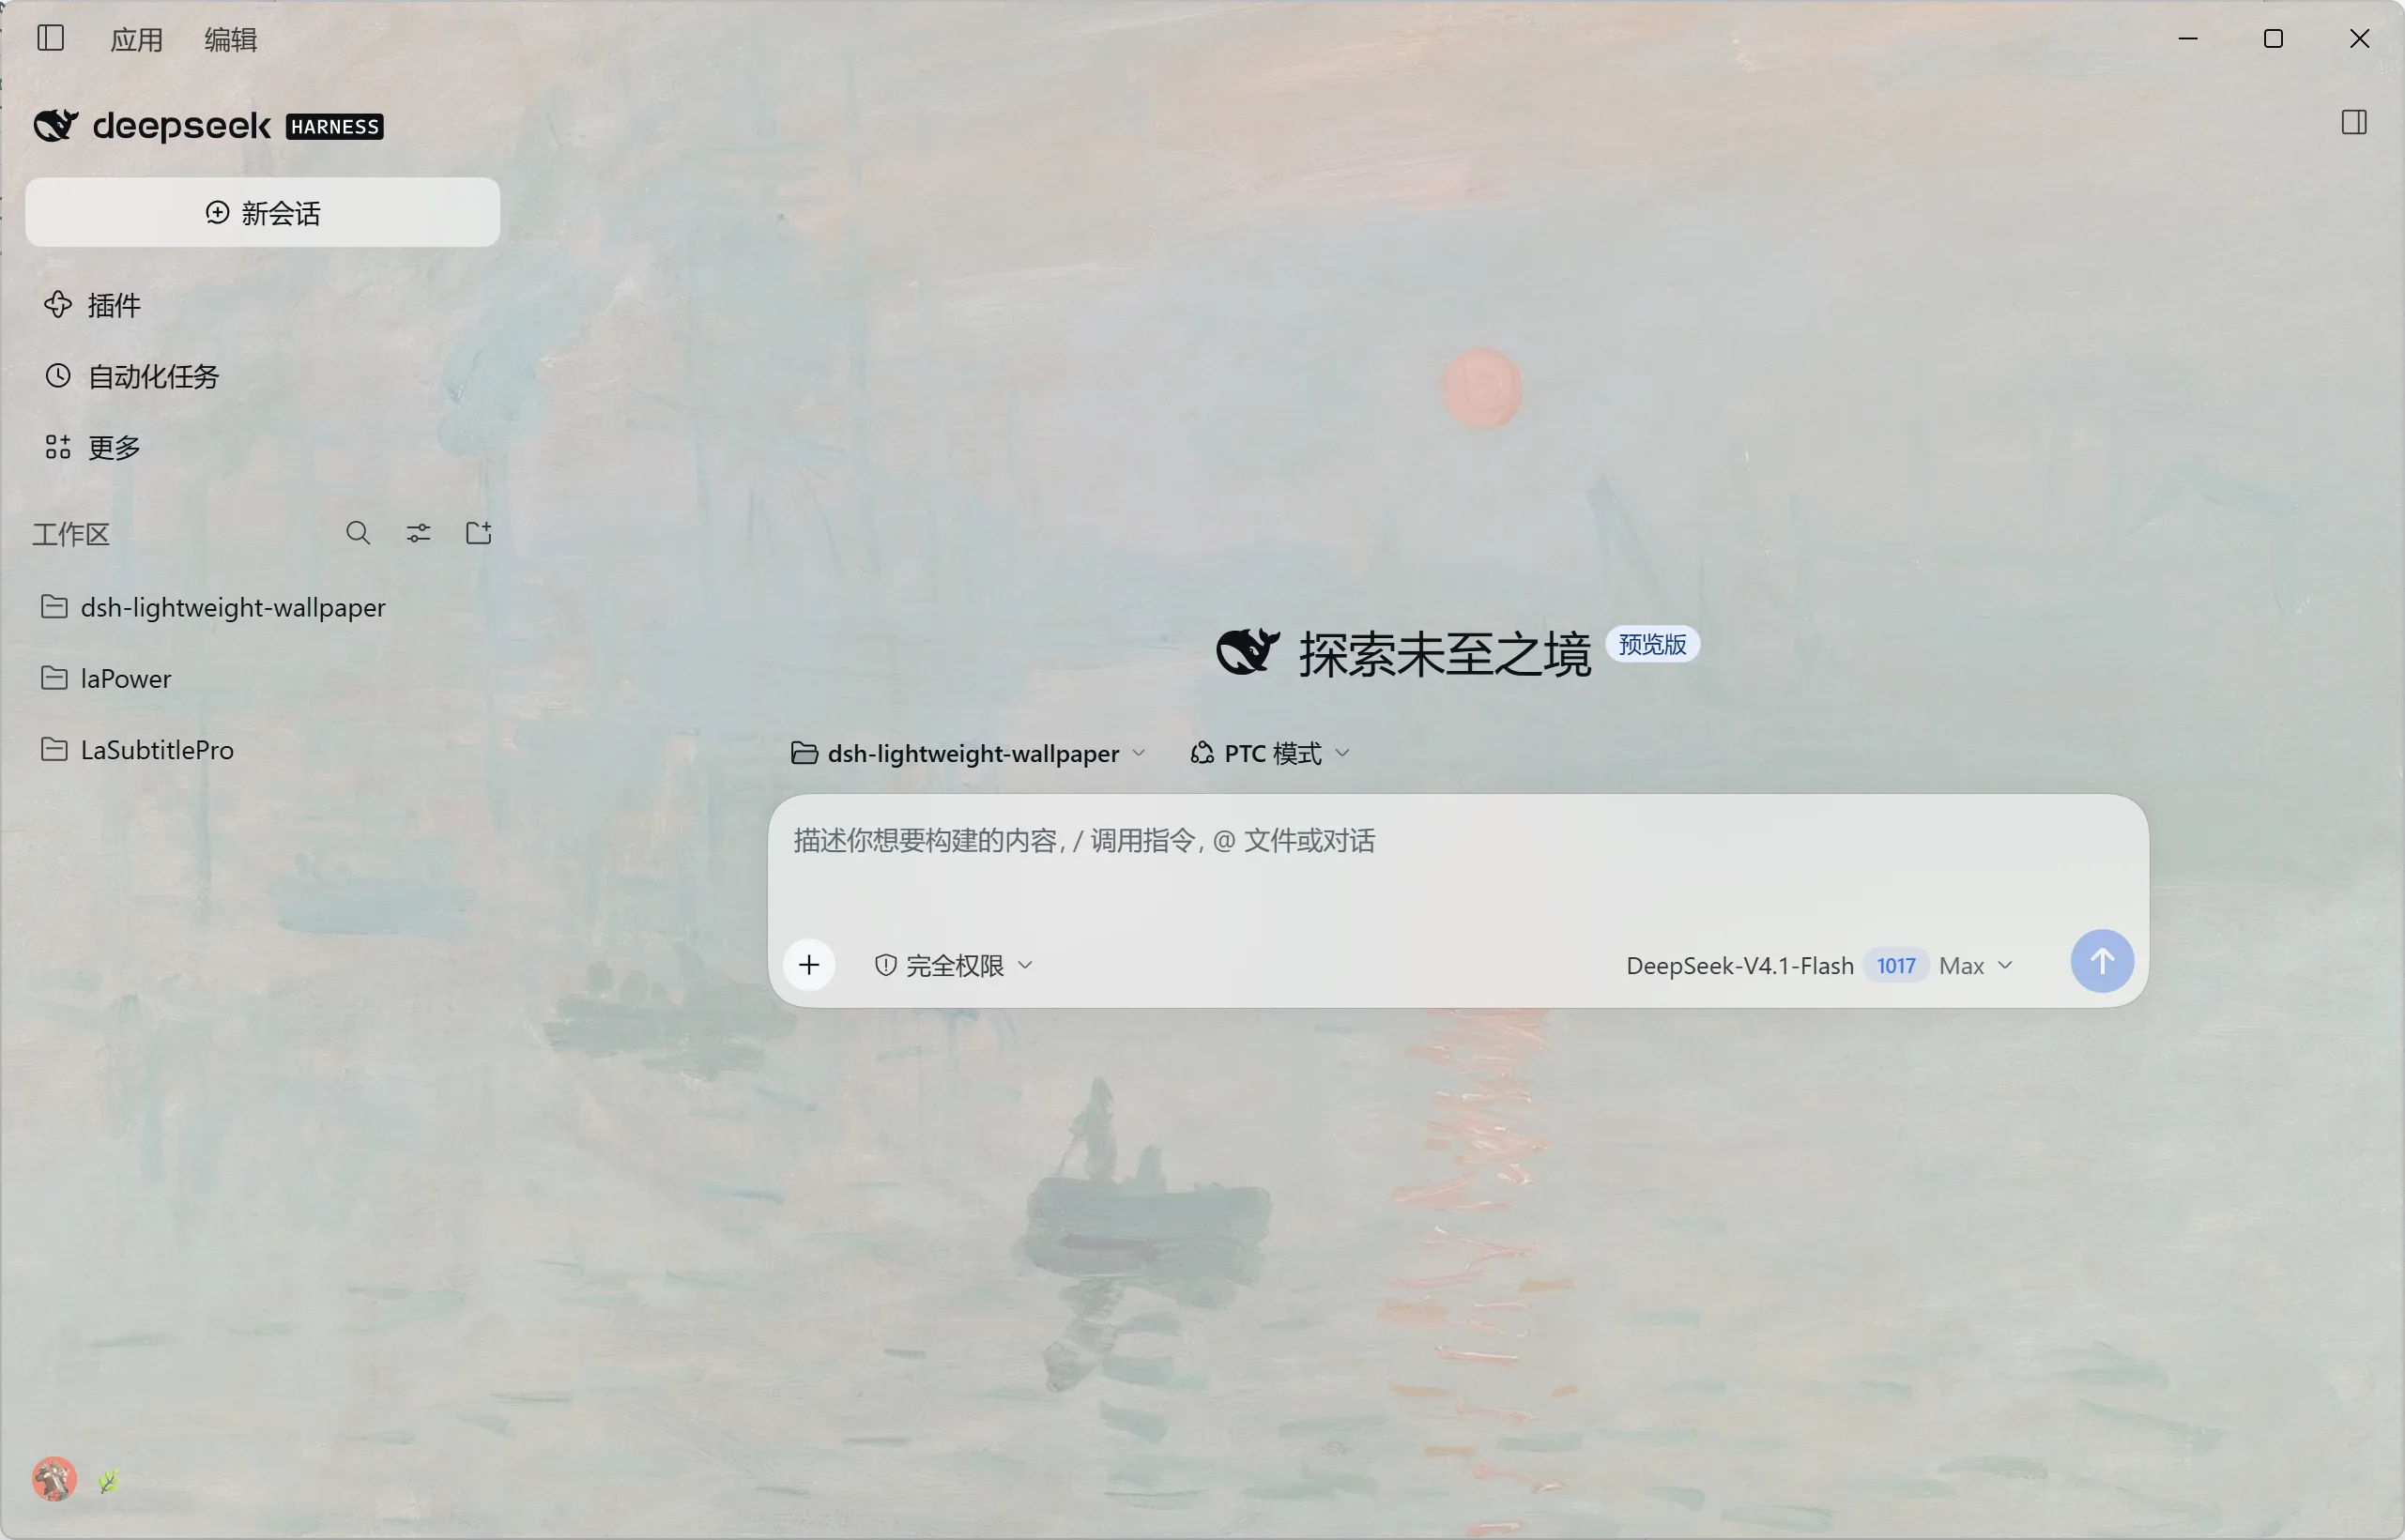 应用 编辑
deepseek HARNESS
新会话
插件
自动化任务
更多
工作区
dsh-lightweight-wallpaper
laPower
LaSubtitlePro
探索未至之境 预览版
dsh-lightweight-wallpaper PTC 模式
描述你想要构建的内容, / 调用指令, @ 文件或对话
完全权限 DeepSeek-V4.1-Flash 1017 Max